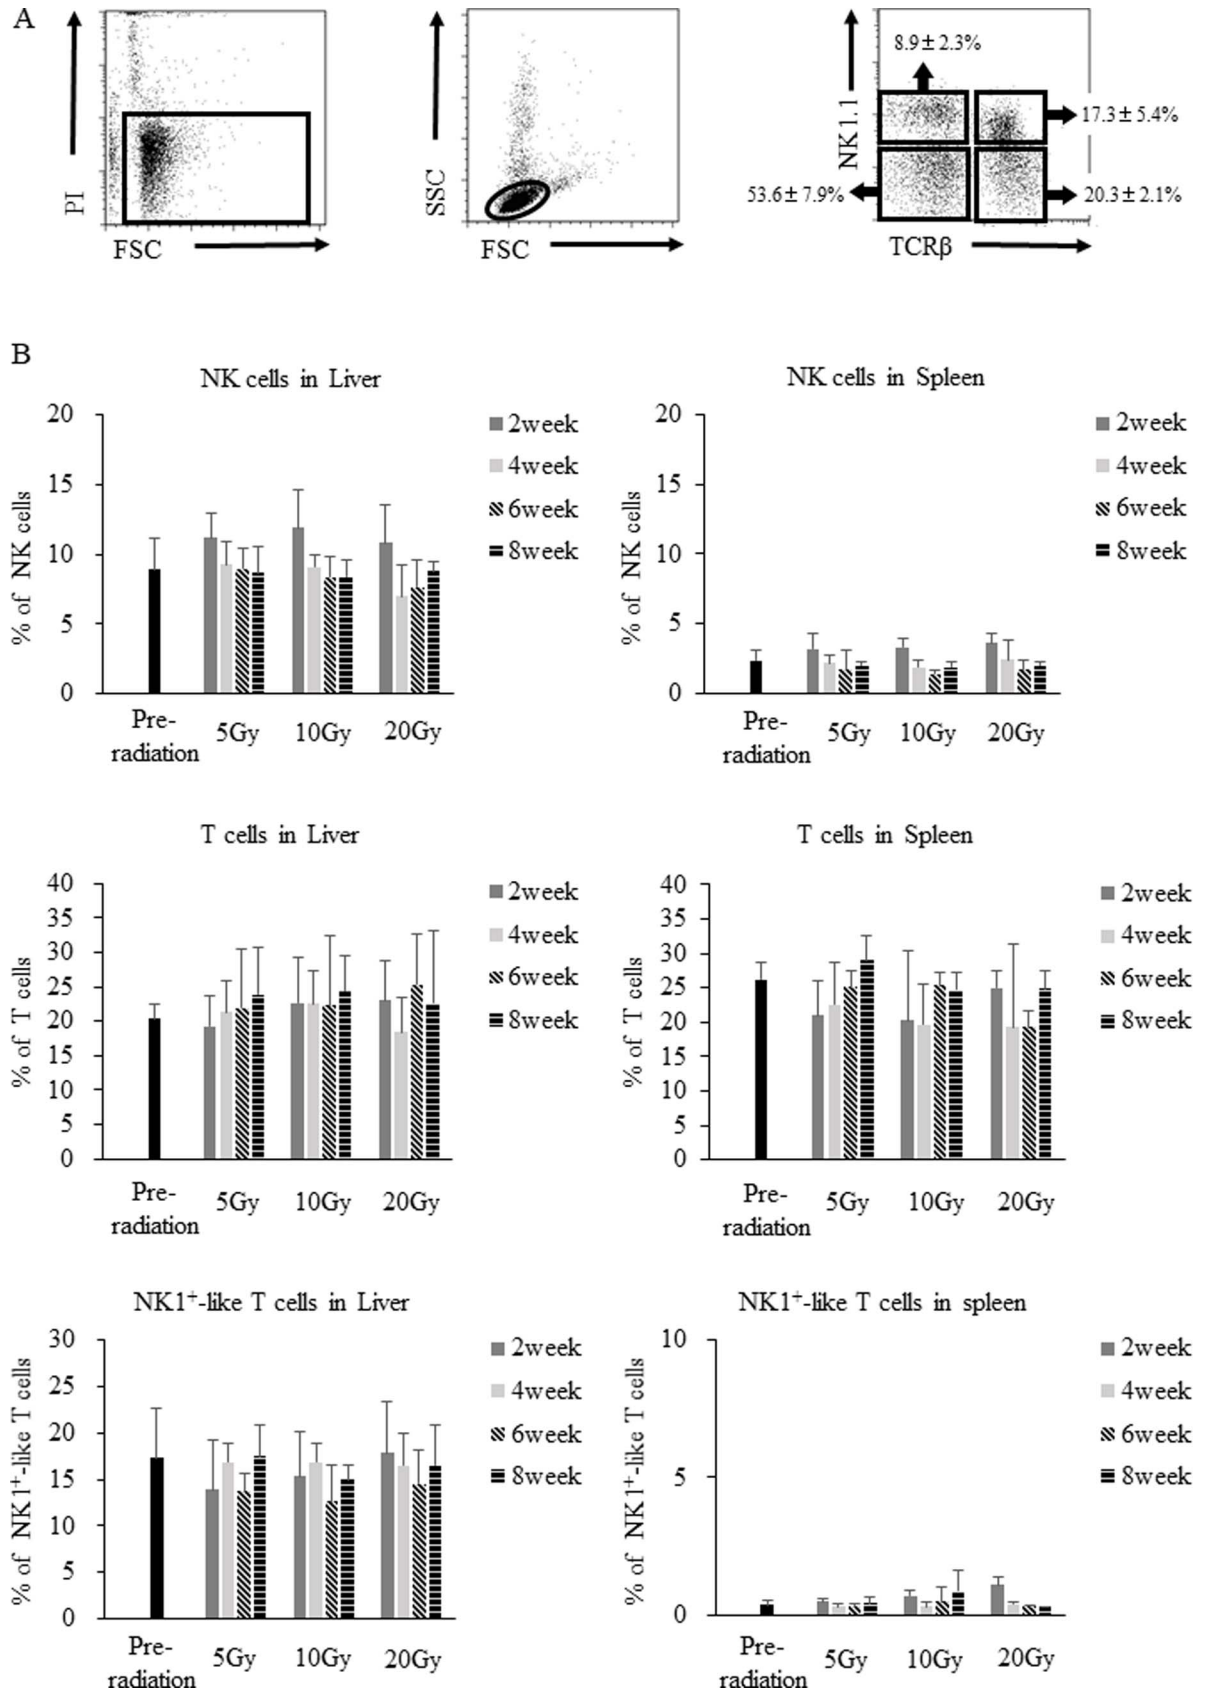 A
PI
FSC
SSC
FSC
NK1.1
TCRβ
8.9 ± 2.3%
17.3 ± 5.4%
53.6 ± 7.9%
20.3 ± 2.1%
B
NK cells in Liver
% of NK cells
20
15
10
5
0
Pre-
radiation
5Gy
10Gy
20Gy
2week
4week
6week
8week
NK cells in Spleen
% of NK cells
20
15
10
5
0
Pre-
radiation
5Gy
10Gy
20Gy
2week
4week
6week
8week
T cells in Liver
% of T cells
40
35
30
25
20
15
10
5
0
Pre-
radiation
5Gy
10Gy
20Gy
2week
4week
6week
8week
T cells in Spleen
% of T cells
40
35
30
25
20
15
10
5
0
Pre-
radiation
5Gy
10Gy
20Gy
2week
4week
6week
8week
NK1⁺-like T cells in Liver
% of NK1⁺-like T cells
30
25
20
15
10
5
0
Pre-
radiation
5Gy
10Gy
20Gy
2week
4week
6week
8week
NK1⁺-like T cells in spleen
% of NK1⁺-like T cells
10
5
0
Pre-
radiation
5Gy
10Gy
20Gy
2week
4week
6week
8week